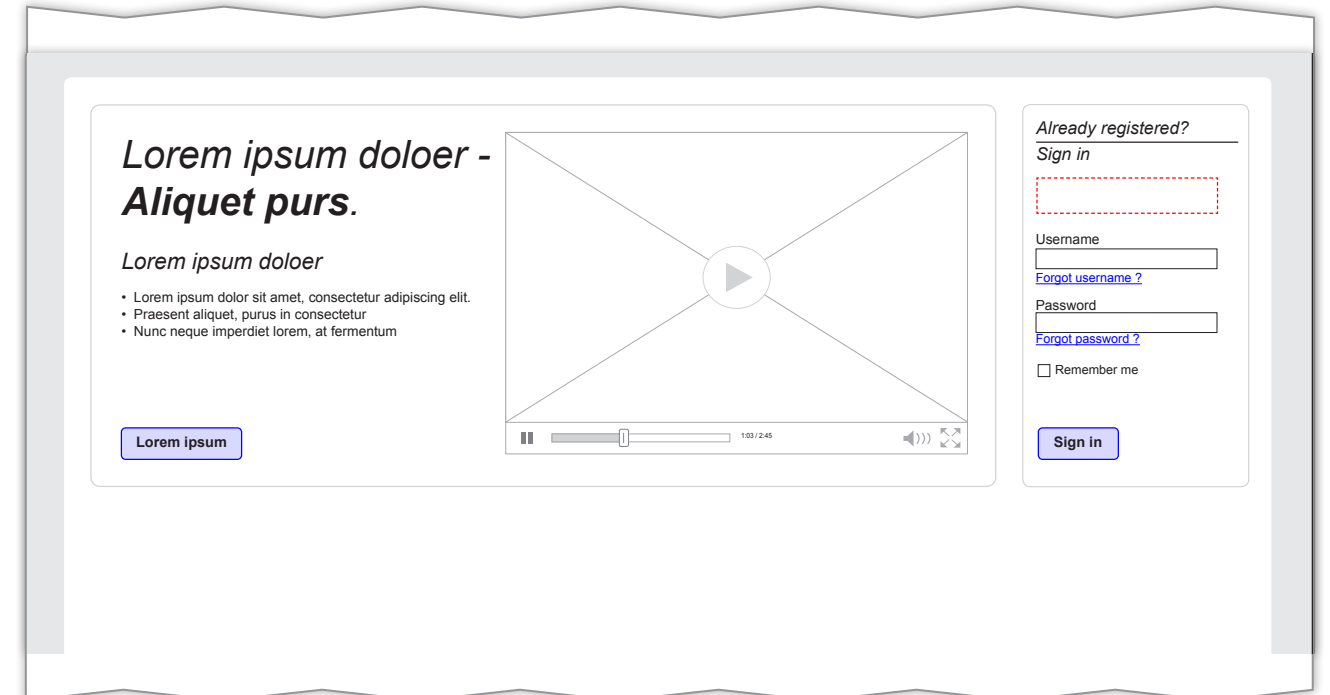 Lorem ipsum doloer -
Aliquet purs.
Lorem ipsum doloer
• Lorem ipsum dolor sit amet, consectetur adipiscing elit.
• Praesent aliquet, purus in consectetur
• Nunc neque imperdiet lorem, at fermentum
Lorem ipsum
1:03 / 2:45
Already registered?
Sign in
Username
Forgot username ?
Password
Forgot password ?
Remember me
Sign in